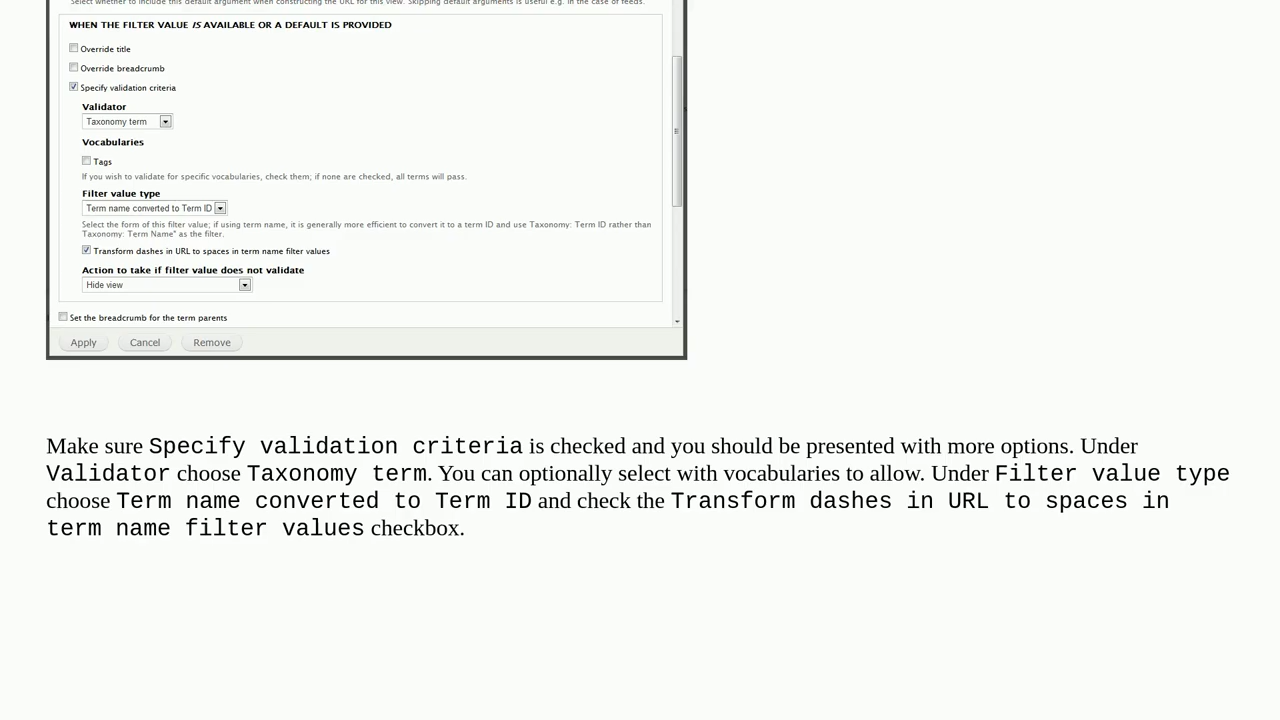 Select whether to include this default argument when constructing the URL for this view. Skipping default arguments is useful e.g. in the case of feeds.
WHEN THE FILTER VALUE IS AVAILABLE OR A DEFAULT IS PROVIDED
Override title
Override breadcrumb
Specify validation criteria
Validator
Taxonomy term
Vocabularies
Tags
If you wish to validate for specific vocabularies, check them; if none are checked, all terms will pass.
Filter value type
Term name converted to Term ID
Select the form of this filter value; if using term name, it is generally more efficient to convert it to a term ID and use Taxonomy: Term ID rather than
Taxonomy: Term Name" as the filter.
Transform dashes in URL to spaces in term name filter values
Action to take if filter value does not validate
Hide view
Set the breadcrumb for the term parents
Apply Cancel Remove
Make sure Specify validation criteria is checked and you should be presented with more options. Under
Validator choose Taxonomy term. You can optionally select with vocabularies to allow. Under Filter value type
choose Term name converted to Term ID and check the Transform dashes in URL to spaces in
term name filter values checkbox.